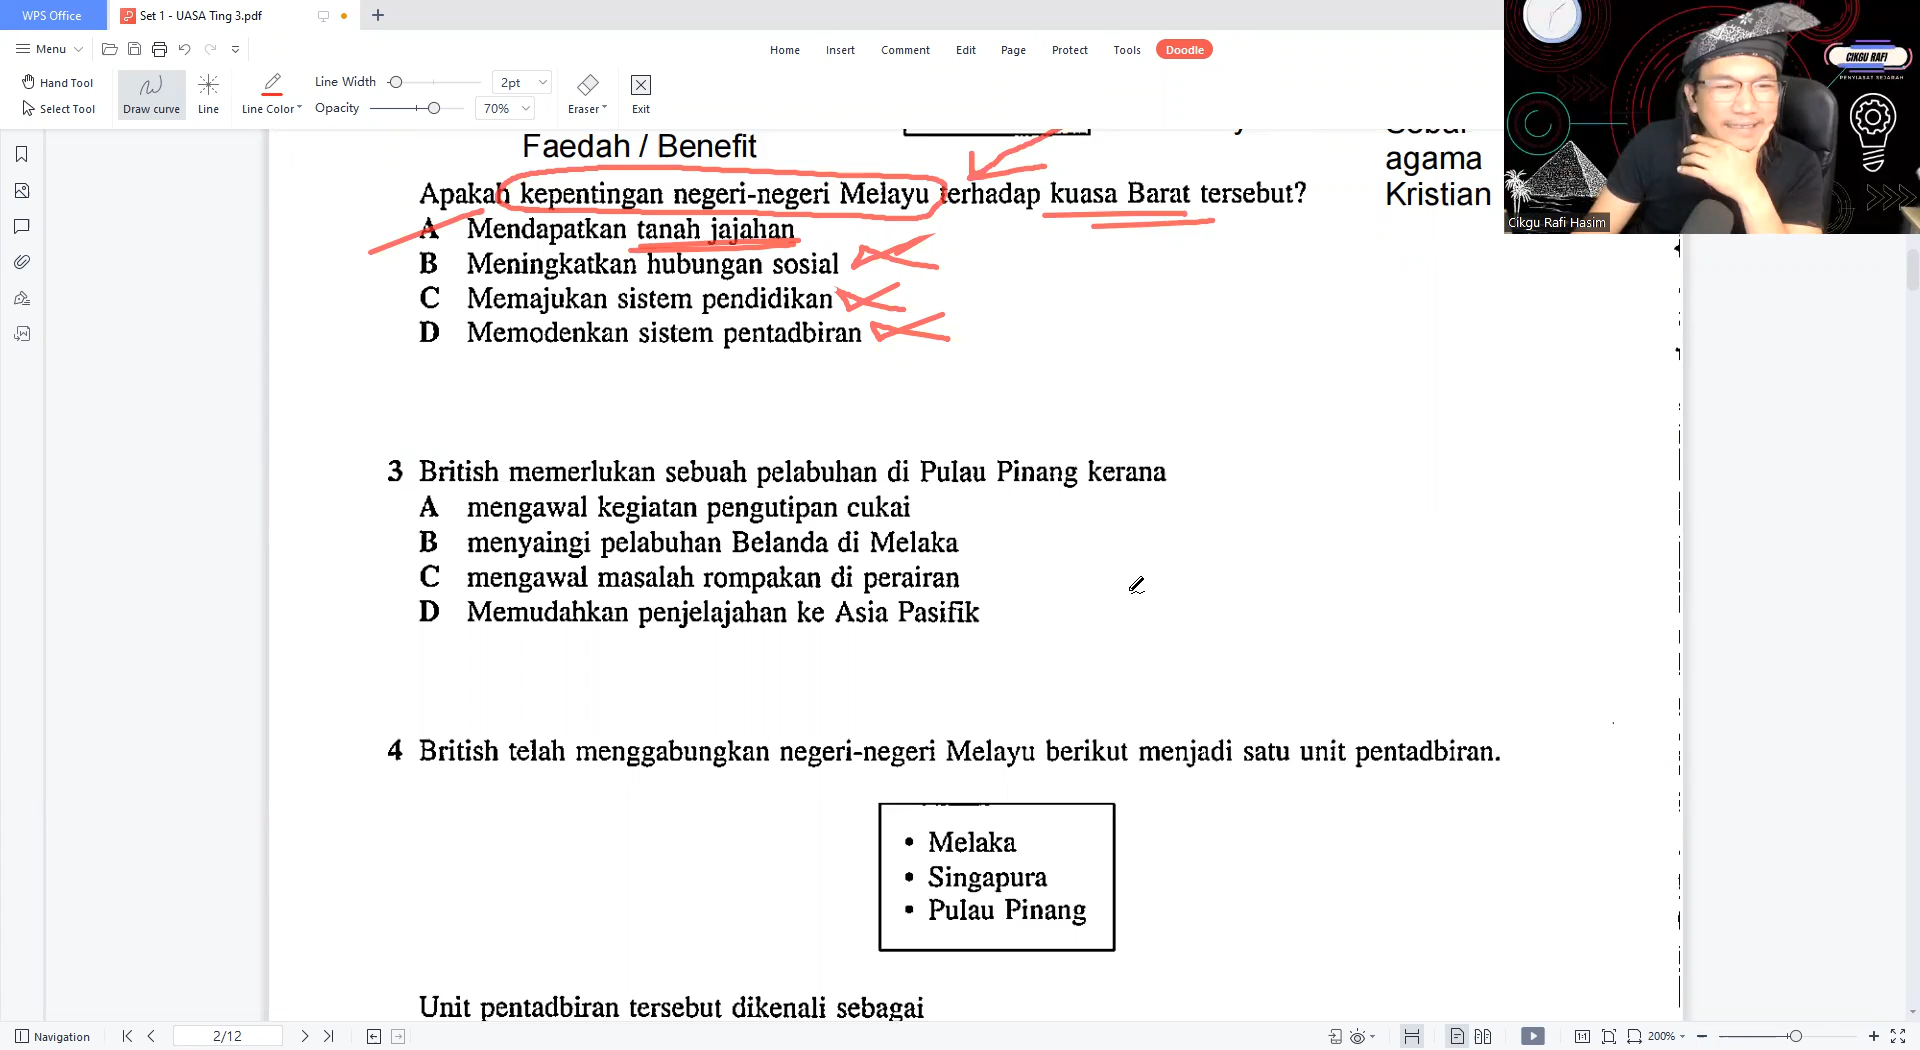 WPS Office
Set 1 - UASA Ting 3.pdf
Menu
Home
Insert
Comment
Edit
Page
Protect
Tools
Doodle
Hand Tool
Select Tool
Draw curve
Line
Line Color
Line Width
2pt
Opacity
70%
Eraser
Exit
CIKGU RAFI
PENYIASAT SEJARAH
Cikgu Rafi Hasim
Faedah / Benefit
agama
Kristian
Apakah kepentingan negeri-negeri Melayu terhadap kuasa Barat tersebut?
A Mendapatkan tanah jajahan
B Meningkatkan hubungan sosial
C Memajukan sistem pendidikan
D Memodenkan sistem pentadbiran
3 British memerlukan sebuah pelabuhan di Pulau Pinang kerana
A mengawal kegiatan pengutipan cukai
B menyaingi pelabuhan Belanda di Melaka
C mengawal masalah rompakan di perairan
D Memudahkan penjelajahan ke Asia Pasifik
4 British telah menggabungkan negeri-negeri Melayu berikut menjadi satu unit pentadbiran.
• Melaka
• Singapura
• Pulau Pinang
Unit pentadbiran tersebut dikenali sebagai
Navigation
2/12
200%